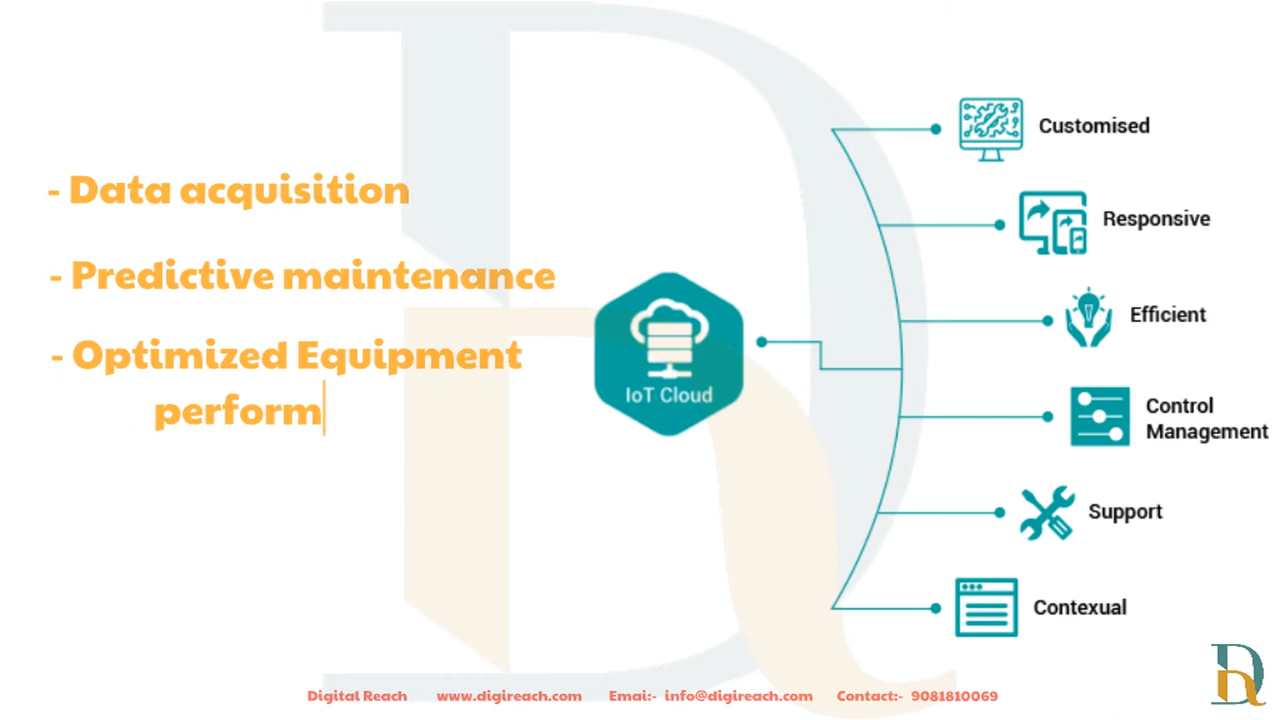 - Data acquisition
- Predictive maintenance
- Optimized Equipment
perform
IoT Cloud
Customised
Responsive
Efficient
Control
Management
Support
Contexual
Digital Reach www.digireach.com Emai:- info@digireach.com Contact:- 9081810069